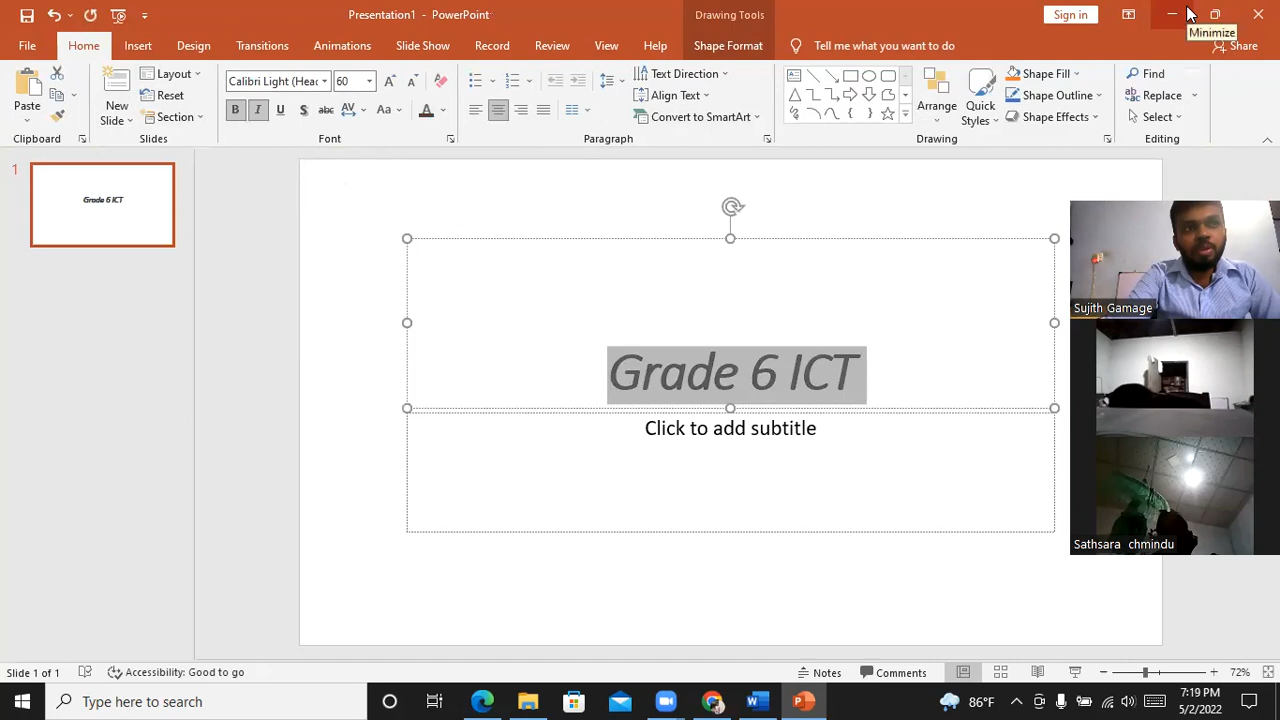 Presentation1 - PowerPoint
Drawing Tools
Sign in
Minimize
File Home Insert Design Transitions Animations Slide Show Record Review View Help Shape Format Tell me what you want to do Share
Paste
Clipboard
New Slide
Layout
Reset
Section
Slides
Calibri Light (Heac 60
B I U S abc AV Aa A
Font
Text Direction
Align Text
Convert to SmartArt
Paragraph
Arrange
Quick Styles
Shape Fill
Shape Outline
Shape Effects
Drawing
Find
Replace
Select
Editing
1
Grade 6 ICT
Grade 6 ICT
Click to add subtitle
Sujith Gamage
Sathsara chmindu
Slide 1 of 1 Accessibility: Good to go Notes Comments 72%
Type here to search
86°F
7:19 PM
5/2/2022